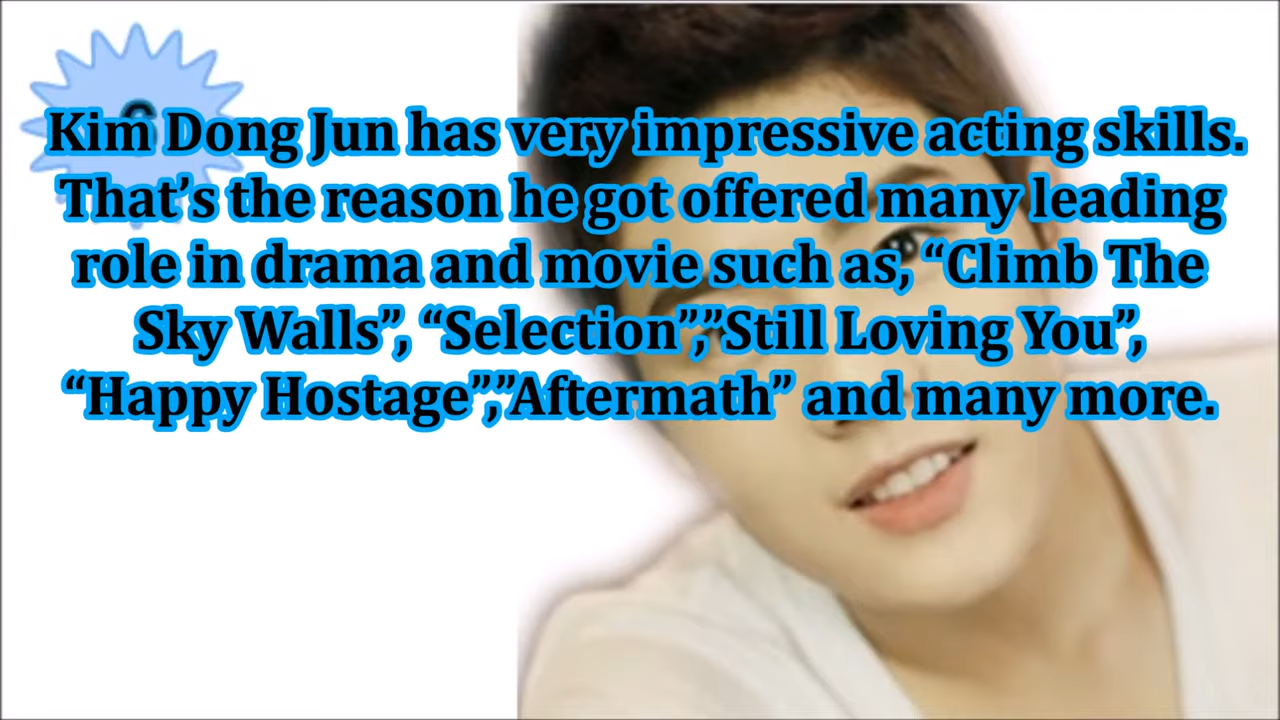 Kim Dong Jun has very impressive acting skills.
That’s the reason he got offered many leading
role in drama and movie such as, “Climb The
Sky Walls”, “Selection”,”Still Loving You”,
“Happy Hostage”,”Aftermath” and many more.